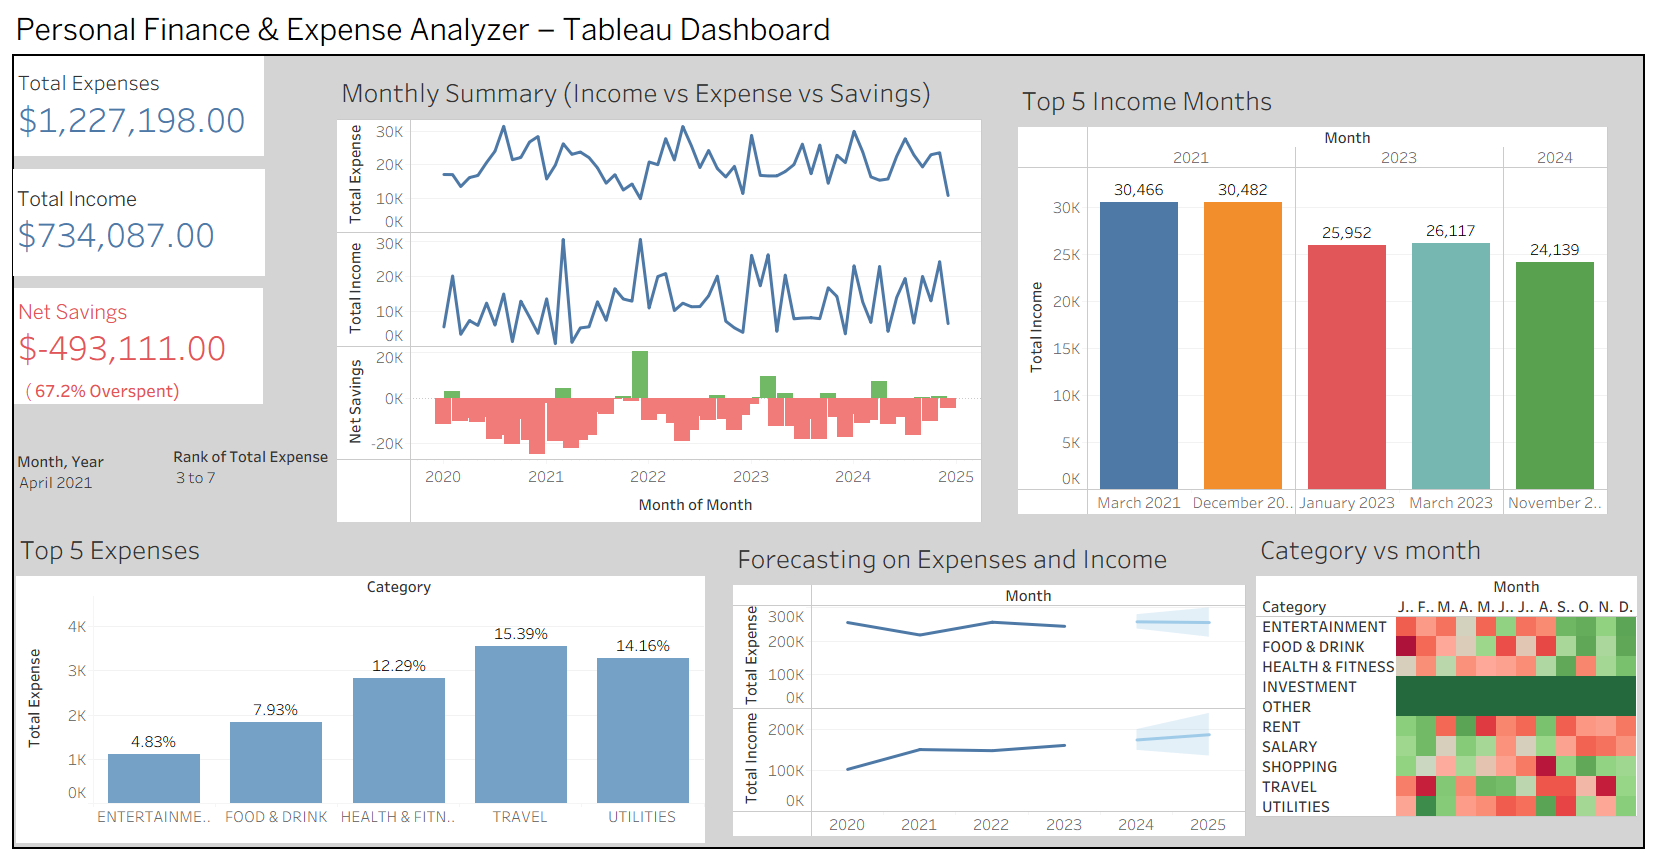 Personal Finance & Expense Analyzer – Tableau Dashboard
Total Expenses
$1,227,198.00
Total Income
$734,087.00
Net Savings
$-493,111.00
( 67.2% Overspent)
Month, Year
April 2021
Rank of Total Expense
3 to 7
Monthly Summary (Income vs Expense vs Savings)
Total Expense
30K
20K
10K
0K
Total Income
30K
20K
10K
0K
Net Savings
20K
0K
-20K
2020 2021 2022 2023 2024 2025
Month of Month
Top 5 Income Months
Month
2021 2023 2024
Total Income
30K
25K
20K
15K
10K
5K
0K
30,466 30,482 25,952 26,117 24,139
March 2021 December 20.. January 2023 March 2023 November 2..
Top 5 Expenses
Category
Total Expense
4K
3K
2K
1K
0K
4.83% 7.93% 12.29% 15.39% 14.16%
ENTERTAINME.. FOOD & DRINK HEALTH & FITN.. TRAVEL UTILITIES
Forecasting on Expenses and Income
Month
Total Expense
300K
200K
100K
0K
Total Income
200K
100K
0K
2020 2021 2022 2023 2024 2025
Category vs month
Month
Category J.. F.. M. A. M. J.. J.. A. S.. O. N. D.
ENTERTAINMENT
FOOD & DRINK
HEALTH & FITNESS
INVESTMENT
OTHER
RENT
SALARY
SHOPPING
TRAVEL
UTILITIES